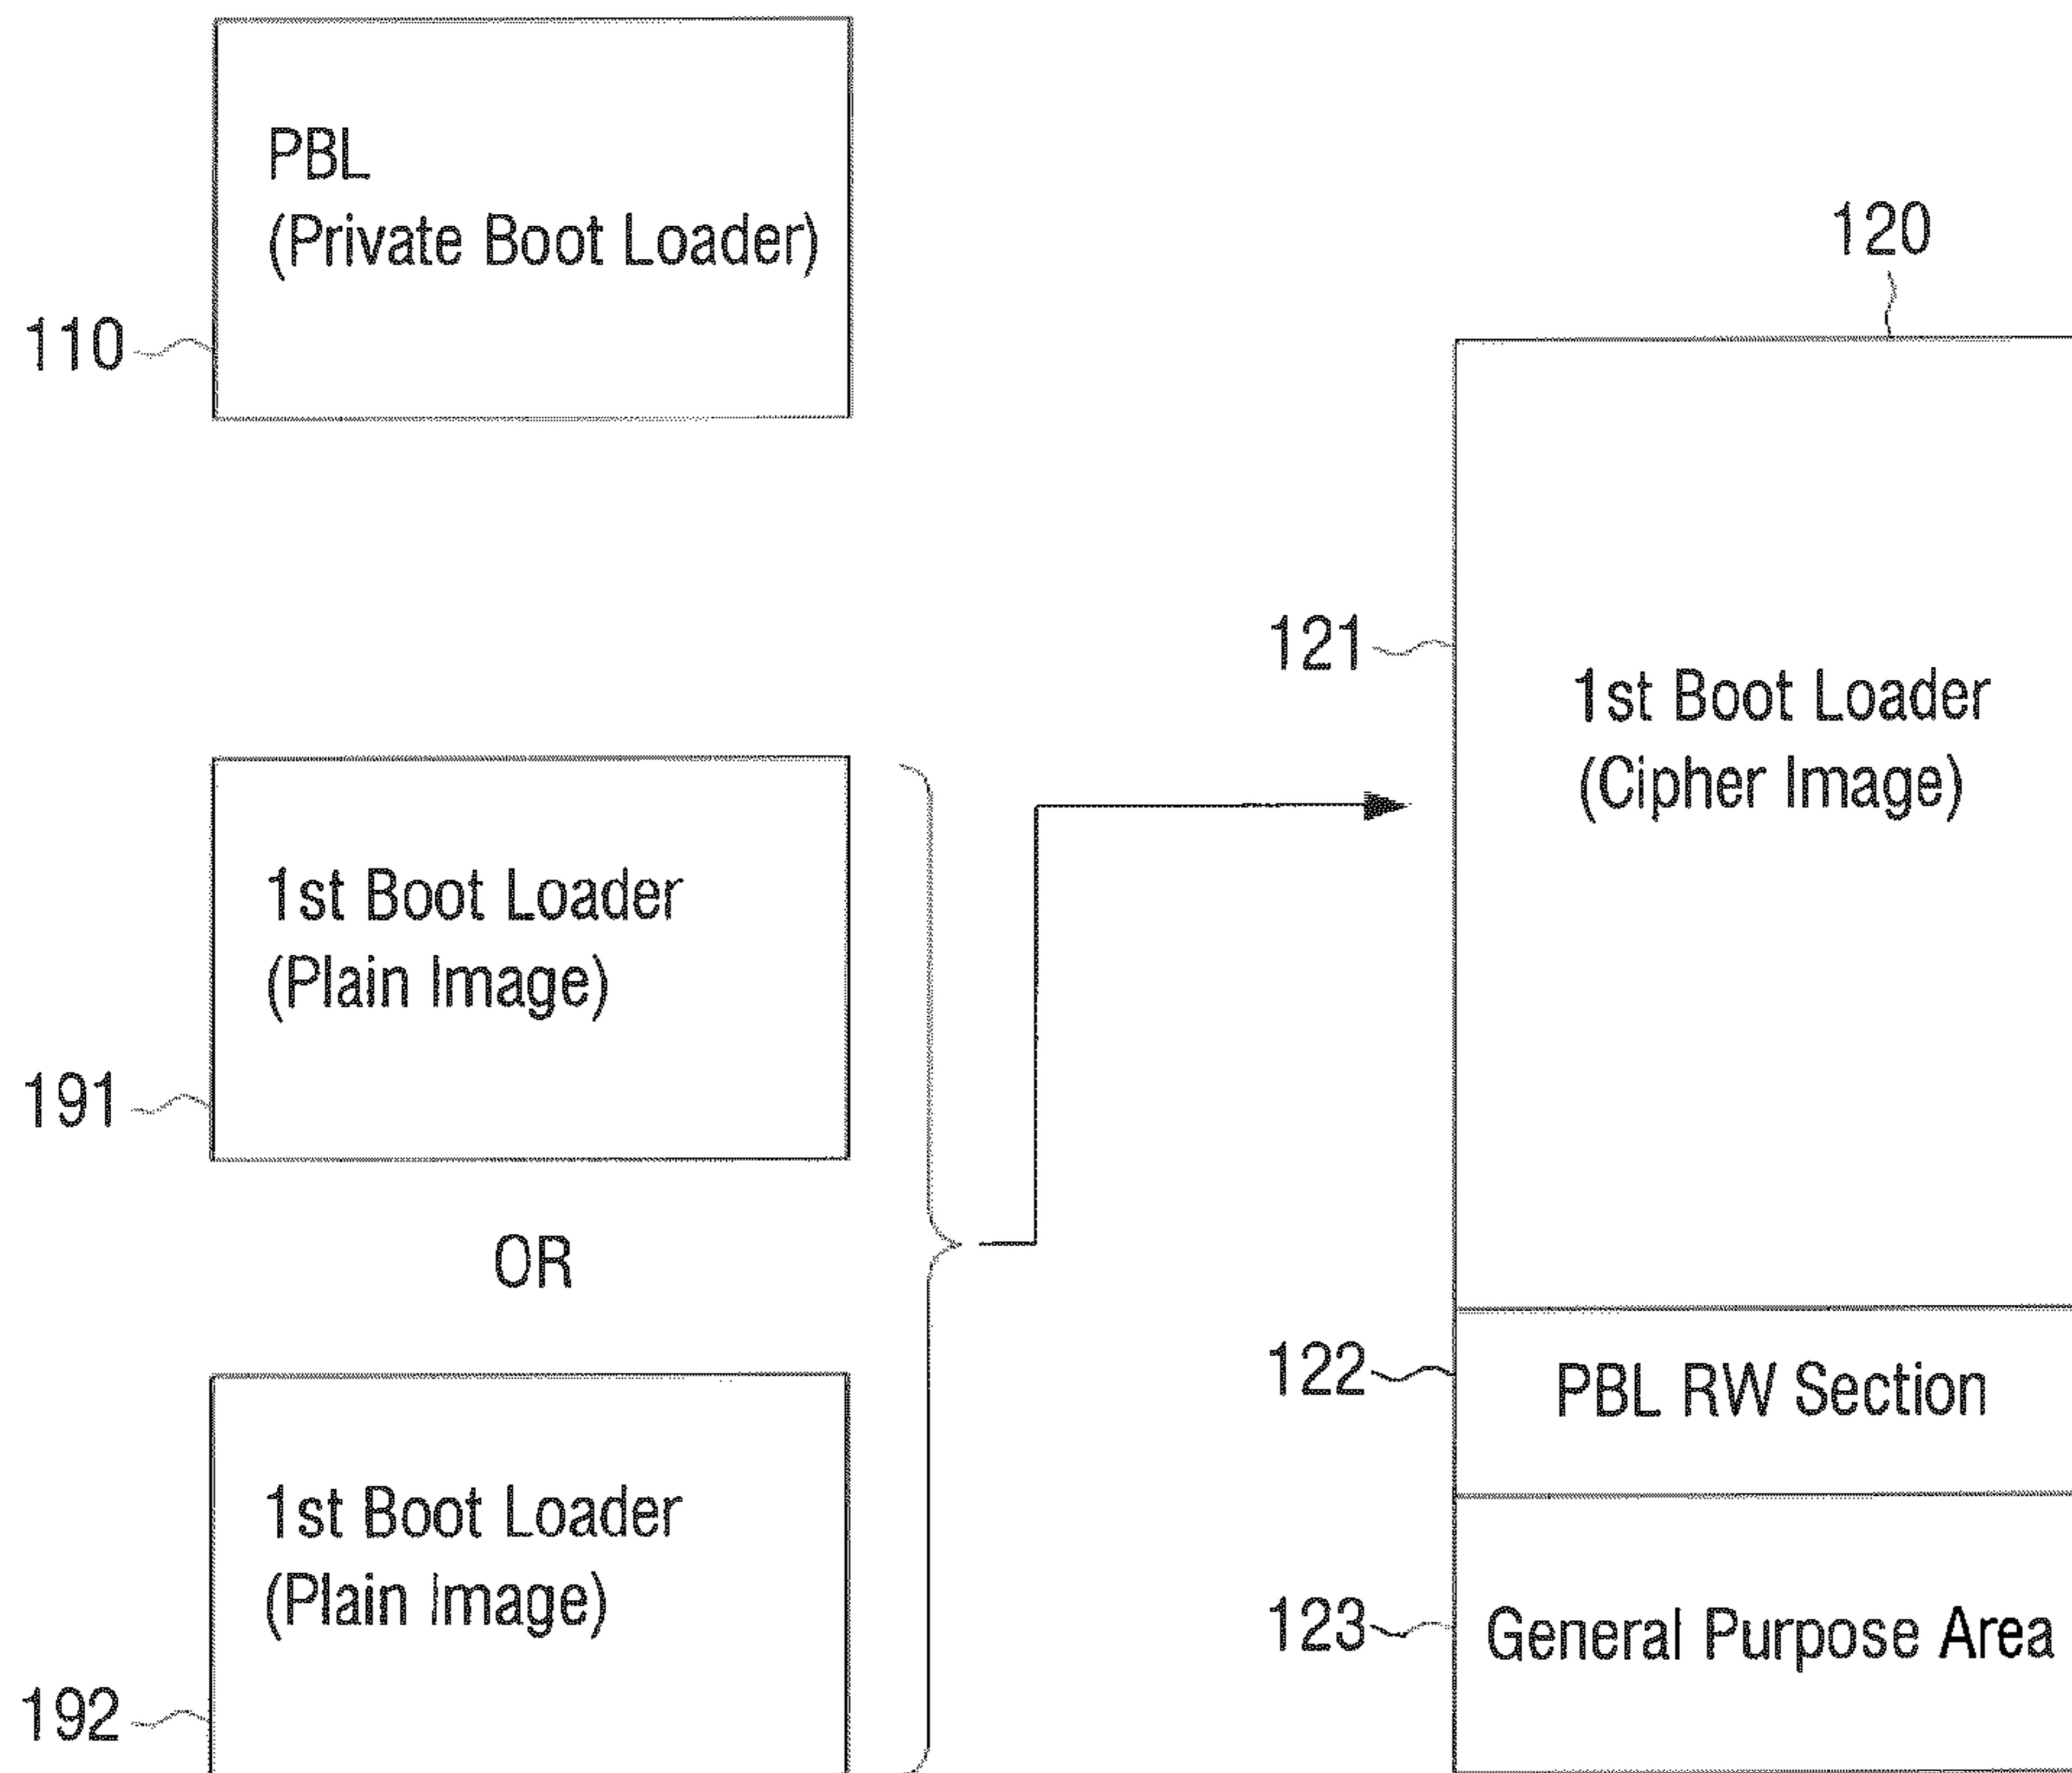 PBL
(Private Boot Loader)
110
1st Boot Loader
(Plain Image)
191
OR
1st Boot Loader
(Plain Image)
192
120
121
1st Boot Loader
(Cipher Image)
122
PBL RW Section
123
General Purpose Area